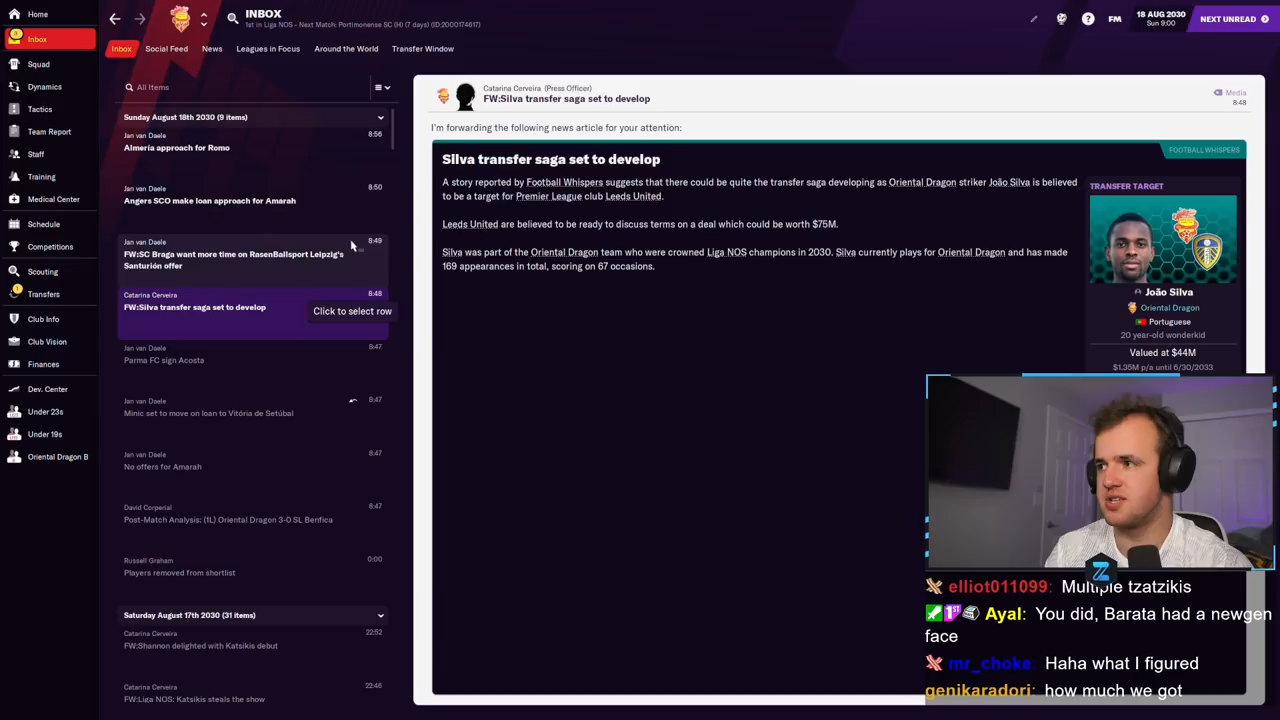 Home
Inbox
Squad
Dynamics
Tactics
Team Report
Staff
Training
Medical Center
Schedule
Competitions
Scouting
Transfers
Club Info
Club Vision
Finances
Dev. Center
Under 23s
Under 19s
Oriental Dragon B
INBOX
1st in Liga NOS - Next Match: Portimonense SC (H) (7 days) (ID:2000174617)
FM
18 AUG 2030
Sun 9:00
NEXT UNREAD
Inbox Social Feed News Leagues in Focus Around the World Transfer Window
All Items
Sunday August 18th 2030 (9 items)
Jan van Daele 8:56
Almería approach for Romo
Jan van Daele 8:50
Angers SCO make loan approach for Amarah
Jan van Daele 8:49
FW:SC Braga want more time on RasenBallsport Leipzig's
Santurión offer
Catarina Cerveira 8:48
FW:Silva transfer saga set to develop
Click to select row
Jan van Daele 8:47
Parma FC sign Acosta
Jan van Daele 8:47
Minic set to move on loan to Vitória de Setúbal
Jan van Daele 8:47
No offers for Amarah
David Corperial 8:47
Post-Match Analysis: (1L) Oriental Dragon 3-0 SL Benfica
Russell Graham 0:00
Players removed from shortlist
Saturday August 17th 2030 (31 items)
Catarina Cerveira 22:52
FW:Shannon delighted with Katsikis debut
Catarina Cerveira 22:46
FW:Liga NOS: Katsikis steals the show
Catarina Cerveira (Press Officer)
FW:Silva transfer saga set to develop
Media
8:48
I'm forwarding the following news article for your attention:
Silva transfer saga set to develop
FOOTBALL WHISPERS
A story reported by Football Whispers suggests that there could be quite the transfer saga developing as Oriental Dragon striker João Silva is believed
to be a target for Premier League club Leeds United.
Leeds United are believed to be ready to discuss terms on a deal which could be worth $75M.
Silva was part of the Oriental Dragon team who were crowned Liga NOS champions in 2030. Silva currently plays for Oriental Dragon and has made
169 appearances in total, scoring on 67 occasions.
TRANSFER TARGET
João Silva
Oriental Dragon
Portuguese
20 year-old wonderkid
Valued at $44M
$1.35M p/a until 6/30/2033
elliot011099: Multiple tzatzikis
Ayal: You did, Barata had a newgen
face
mr_choke: Haha what I figured
genikaradori: how much we got